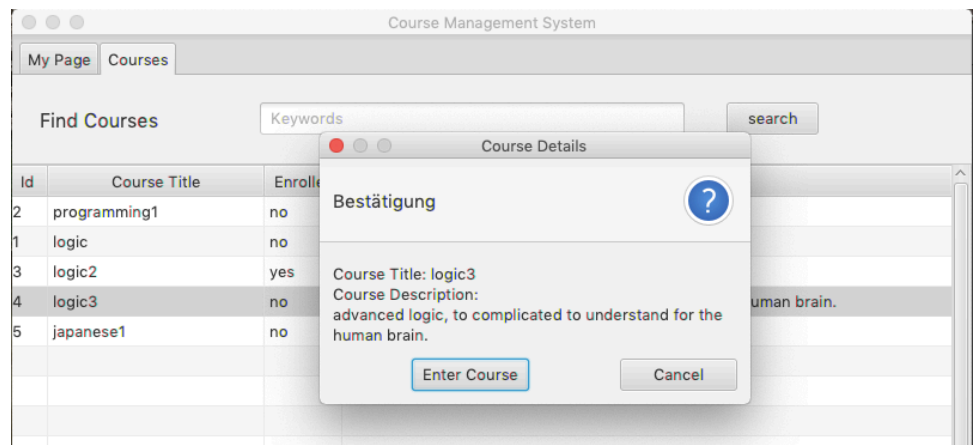 Course Management System
My Page Courses
Find Courses Keywords search
Course Details
Id Course Title Enrolle
Bestätigung ?
2 programming1 no
1 logic no
3 logic2 yes
4 logic3 no uman brain.
5 japanese1 no
Course Title: logic3
Course Description:
advanced logic, to complicated to understand for the
human brain.
Enter Course Cancel